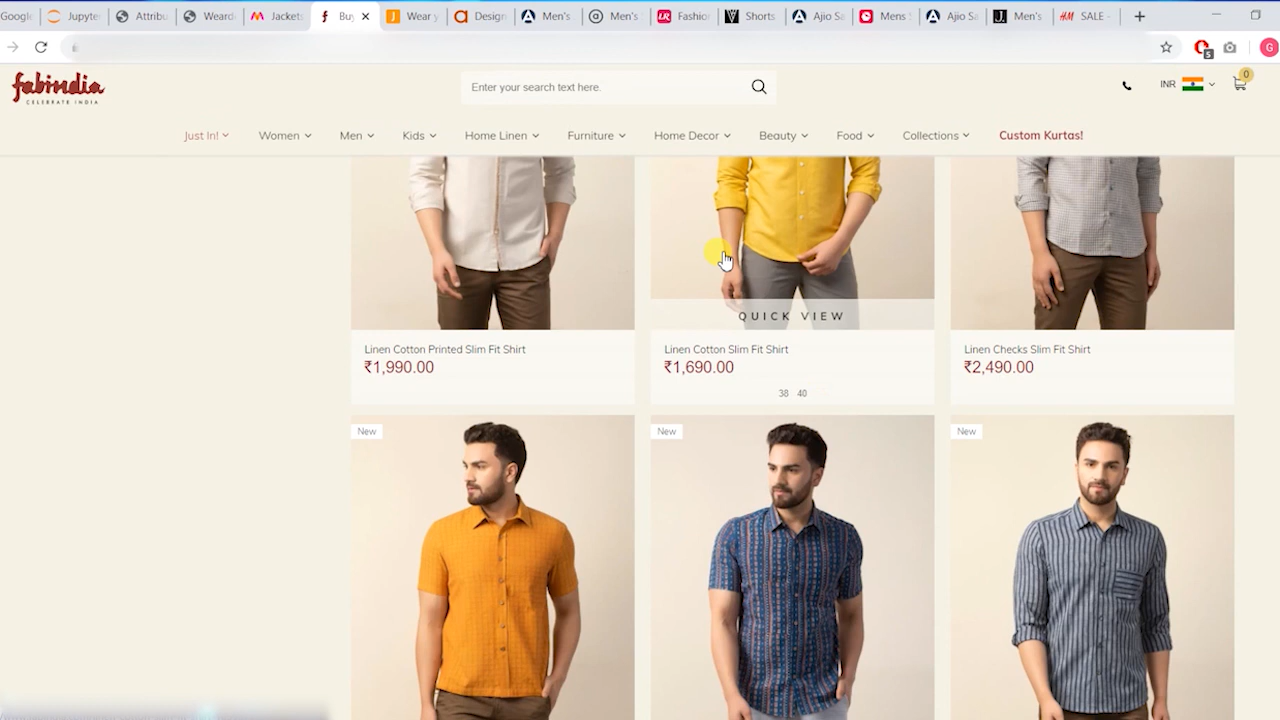 Google
Jupyte
Attribu
Weard
Jackets
Buy
Wear y
Design
Men's
Men's
Fashio
Shorts
Ajio Sa
Mens
Ajio Sa
Men's
SALE -
5
G
fabindia
CELEBRATE INDIA
Enter your search text here.
INR
0
Just In!
Women
Men
Kids
Home Linen
Furniture
Home Decor
Beauty
Food
Collections
Custom Kurtas!
QUICK VIEW
Linen Cotton Printed Slim Fit Shirt
₹1,990.00
Linen Cotton Slim Fit Shirt
₹1,690.00
38 40
Linen Checks Slim Fit Shirt
₹2,490.00
New
New
New